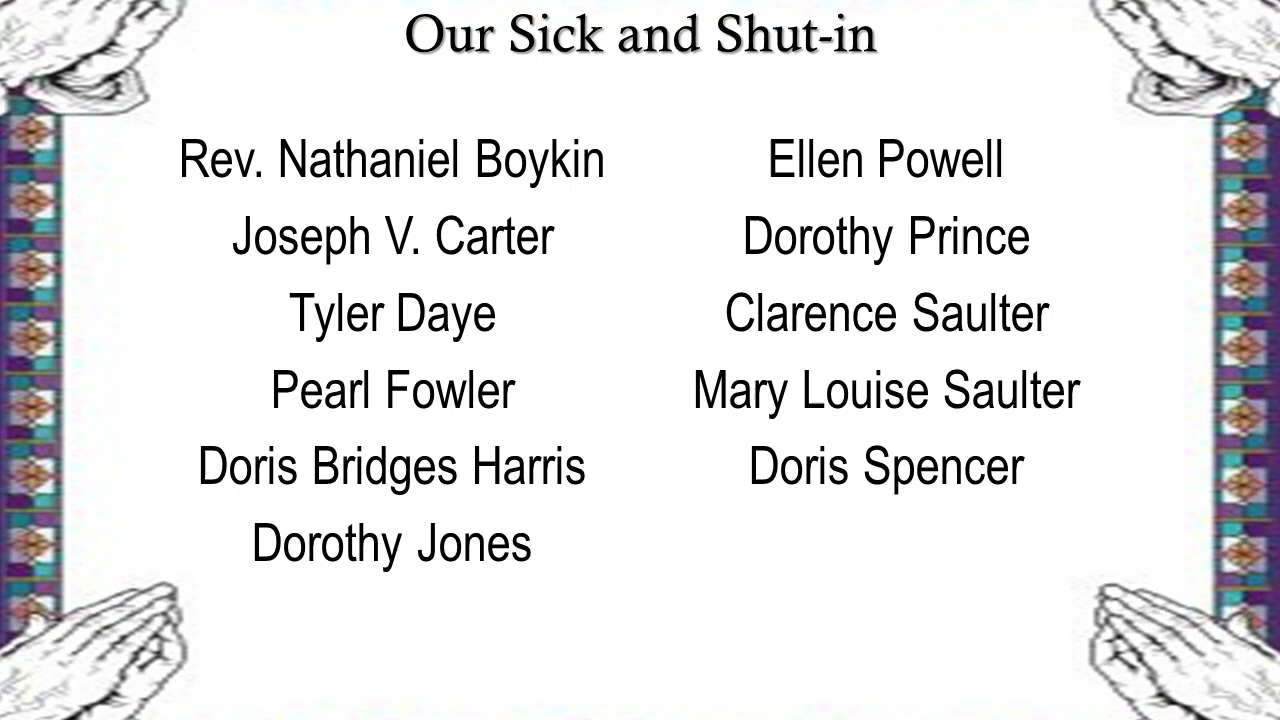 Our Sick and Shut-in
Rev. Nathaniel Boykin
Joseph V. Carter
Tyler Daye
Pearl Fowler
Doris Bridges Harris
Dorothy Jones
Ellen Powell
Dorothy Prince
Clarence Saulter
Mary Louise Saulter
Doris Spencer